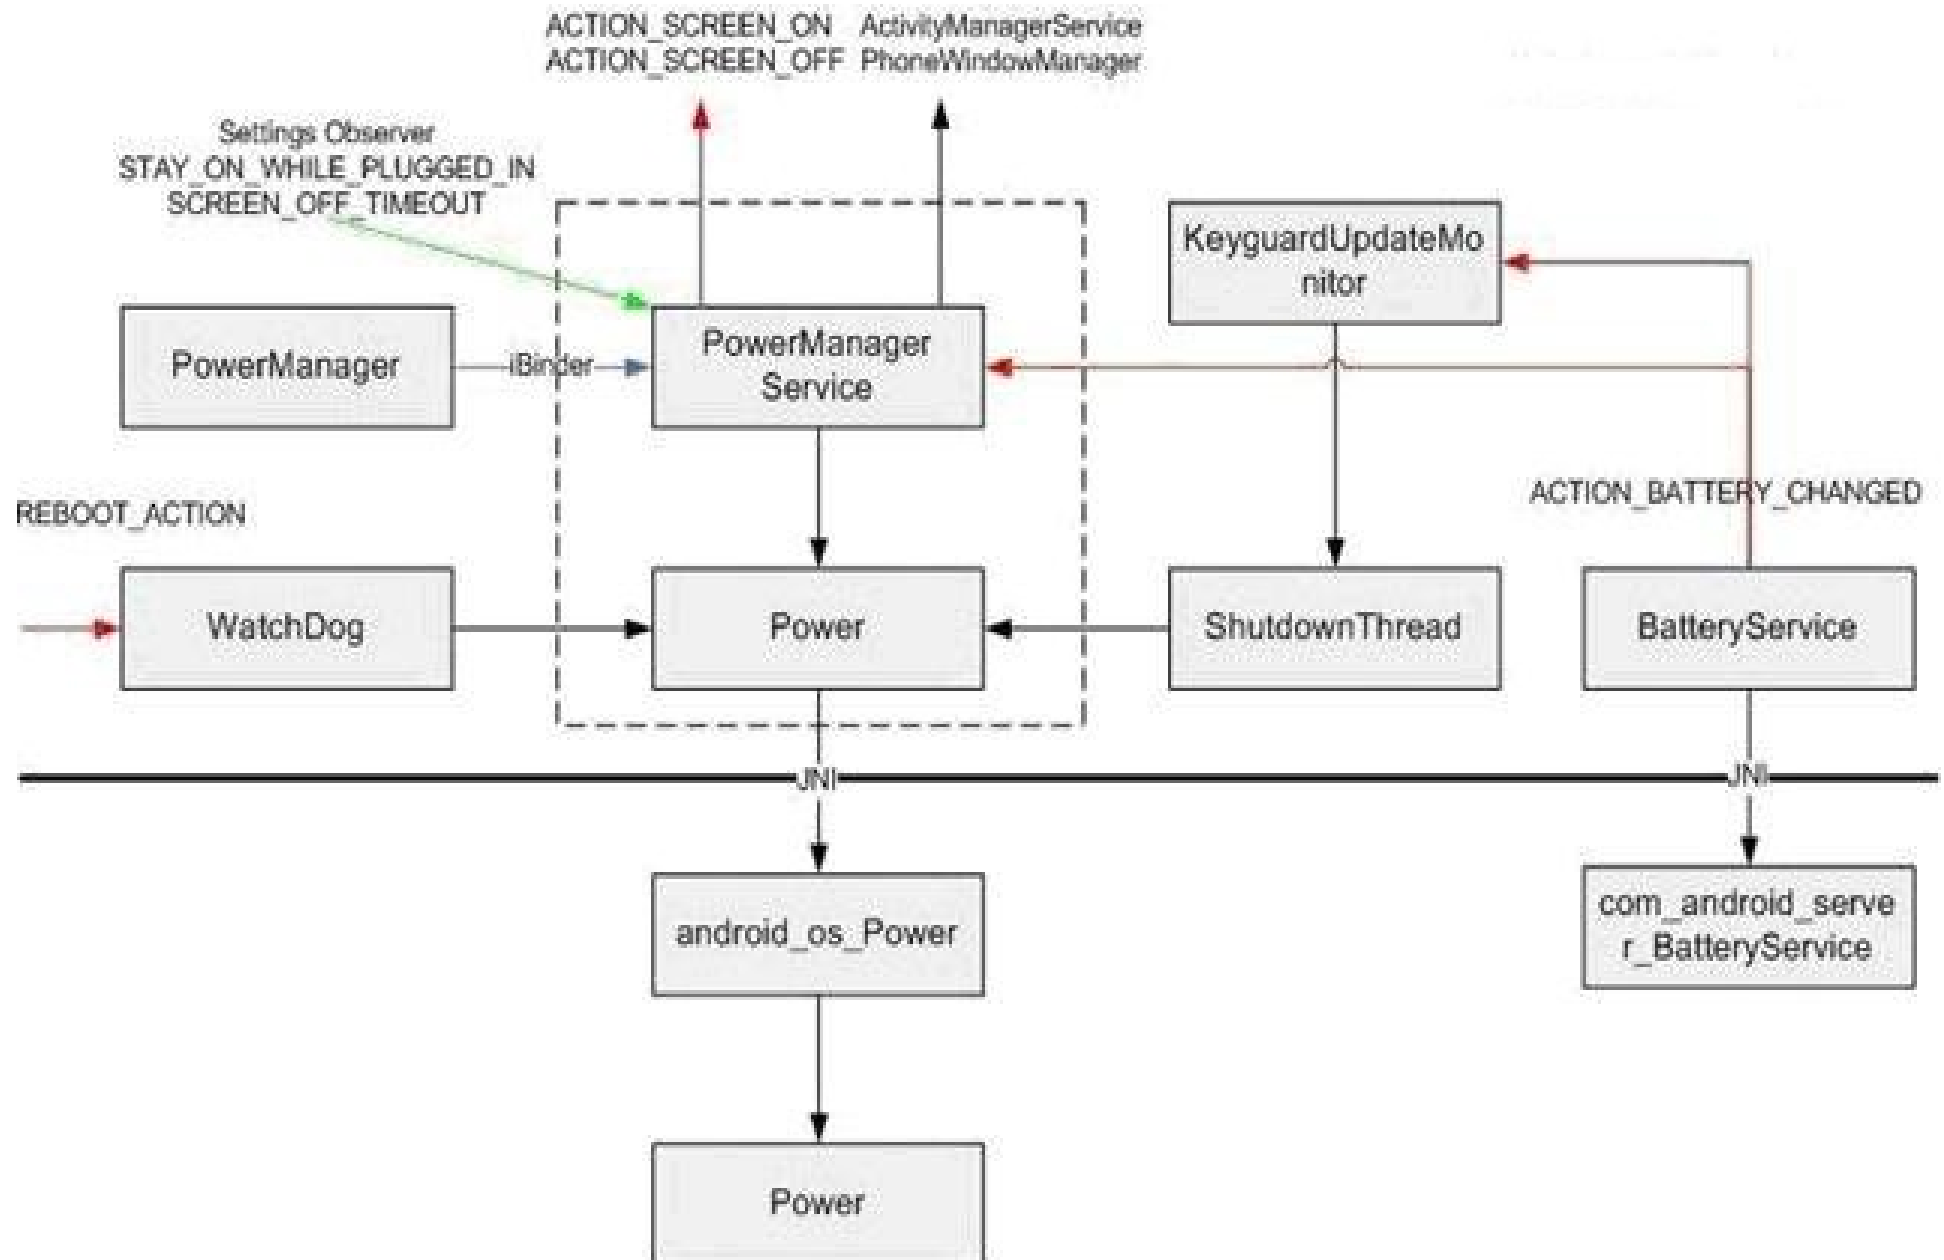 ACTION_SCREEN_ON ActivityManagerService
ACTION_SCREEN_OFF PhoneWindowManager
Settings Observer
STAY_ON_WHILE_PLUGGED_IN
SCREEN_OFF_TIMEOUT
KeyguardUpdateMo
nitor
PowerManager
iBinder
PowerManager
Service
REBOOT_ACTION
ACTION_BATTERY_CHANGED
WatchDog
Power
ShutdownThread
BatteryService
JNI
JNI
android_os_Power
com_android_serve
r_BatteryService
Power